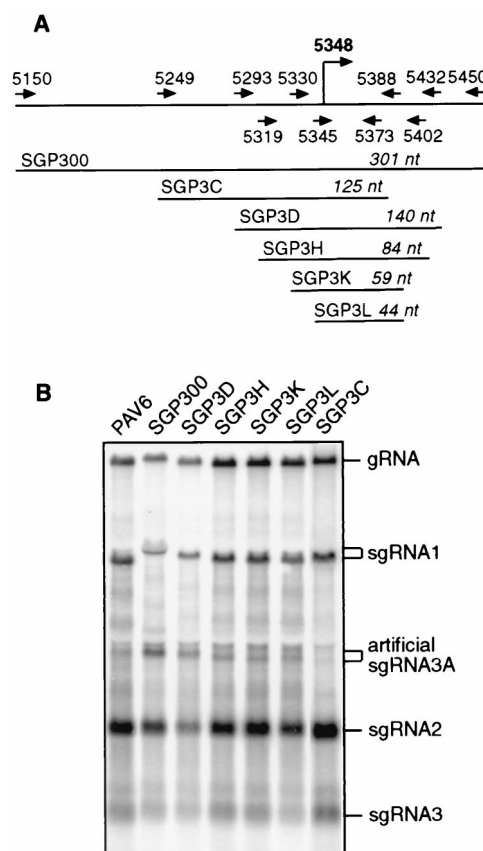 A
5348
5150 5249 5293 5330 5388 5432 5450
5319 5345 5373 5402
SGP300 301 nt
SGP3C 125 nt
SGP3D 140 nt
SGP3H 84 nt
SGP3K 59 nt
SGP3L 44 nt
B
PAV6 SGP300 SGP3D SGP3H SGP3K SGP3L SGP3C
gRNA
sgRNA1
artificial
sgRNA3A
sgRNA2
sgRNA3